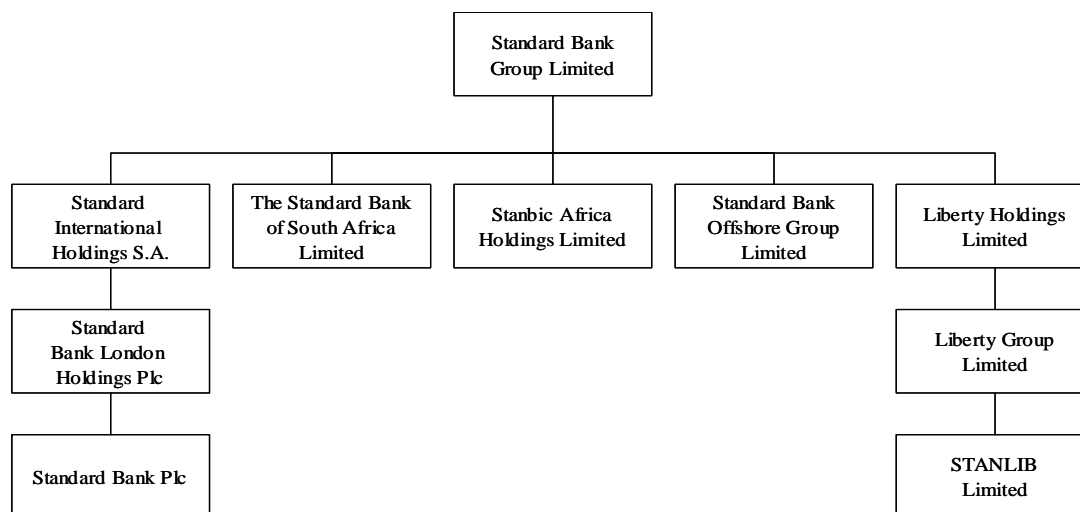 Standard Bank
Group Limited
Standard
International
Holdings S.A.
The Standard Bank
of South Africa
Limited
Stanbic Africa
Holdings Limited
Standard Bank
Offshore Group
Limited
Liberty Holdings
Limited
Standard
Bank London
Holdings Plc
Liberty Group
Limited
Standard Bank Plc
STANLIB
Limited